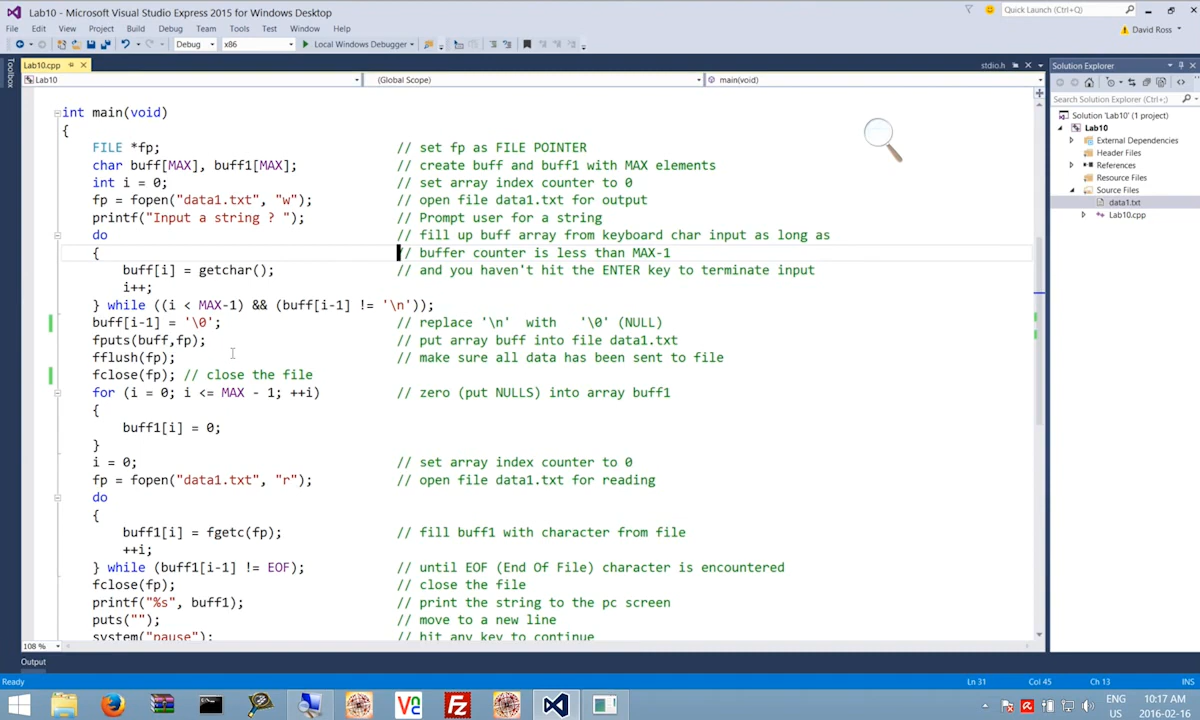 Lab10 - Microsoft Visual Studio Express 2015 for Windows Desktop
Quick Launch (Ctrl+Q)
File Edit View Project Build Debug Team Tools Test Window Help
David Ross
Debug x86 Local Windows Debugger
Toolbox
Lab10.cpp
stdio.h
Lab10 (Global Scope) main(void)
int main(void)
{
FILE *fp; // set fp as FILE POINTER
char buff[MAX], buff1[MAX]; // create buff and buff1 with MAX elements
int i = 0; // set array index counter to 0
fp = fopen("data1.txt", "w"); // open file data1.txt for output
printf("Input a string ? "); // Prompt user for a string
do // fill up buff array from keyboard char input as long as
{ // buffer counter is less than MAX-1
buff[i] = getchar(); // and you haven't hit the ENTER key to terminate input
i++;
} while ((i < MAX-1) && (buff[i-1] != '\n'));
buff[i-1] = '\0'; // replace '\n' with '\0' (NULL)
fputs(buff,fp); // put array buff into file data1.txt
fflush(fp); // make sure all data has been sent to file
fclose(fp); // close the file
for (i = 0; i <= MAX - 1; ++i) // zero (put NULLS) into array buff1
{
buff1[i] = 0;
}
i = 0; // set array index counter to 0
fp = fopen("data1.txt", "r"); // open file data1.txt for reading
do
{
buff1[i] = fgetc(fp); // fill buff1 with character from file
++i;
} while (buff1[i-1] != EOF); // until EOF (End Of File) character is encountered
fclose(fp); // close the file
printf("%s", buff1); // print the string to the pc screen
puts(""); // move to a new line
system("pause"); // hit any key to continue
108 %
Solution Explorer
Search Solution Explorer (Ctrl+;)
Solution 'Lab10' (1 project)
Lab10
External Dependencies
Header Files
References
Resource Files
Source Files
data1.txt
Lab10.cpp
Output
Ready Ln 31 Col 45 Ch 13 INS
ENG
US
10:17 AM
2016-02-16